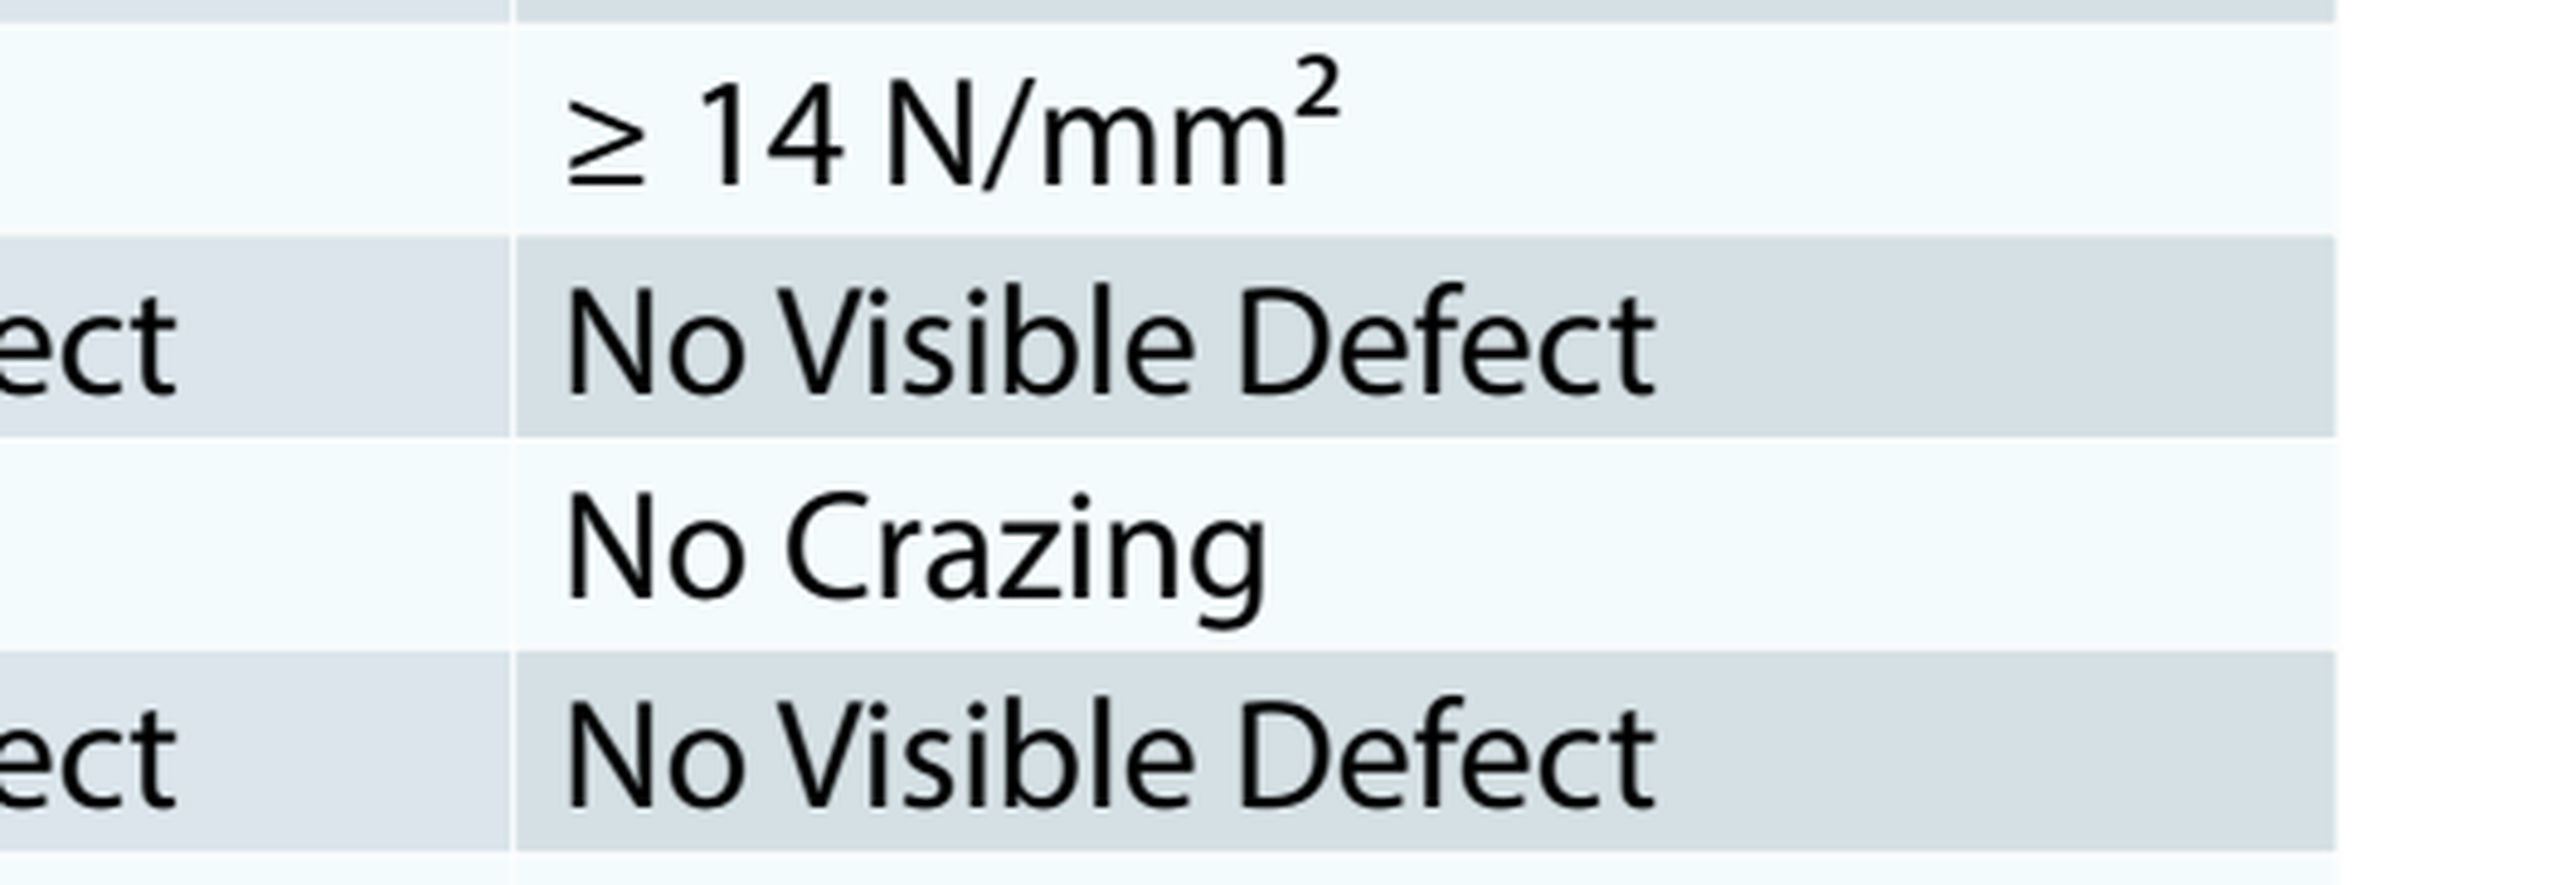 ≥ 14 N/mm²
ect No Visible Defect
No Crazing
ect No Visible Defect